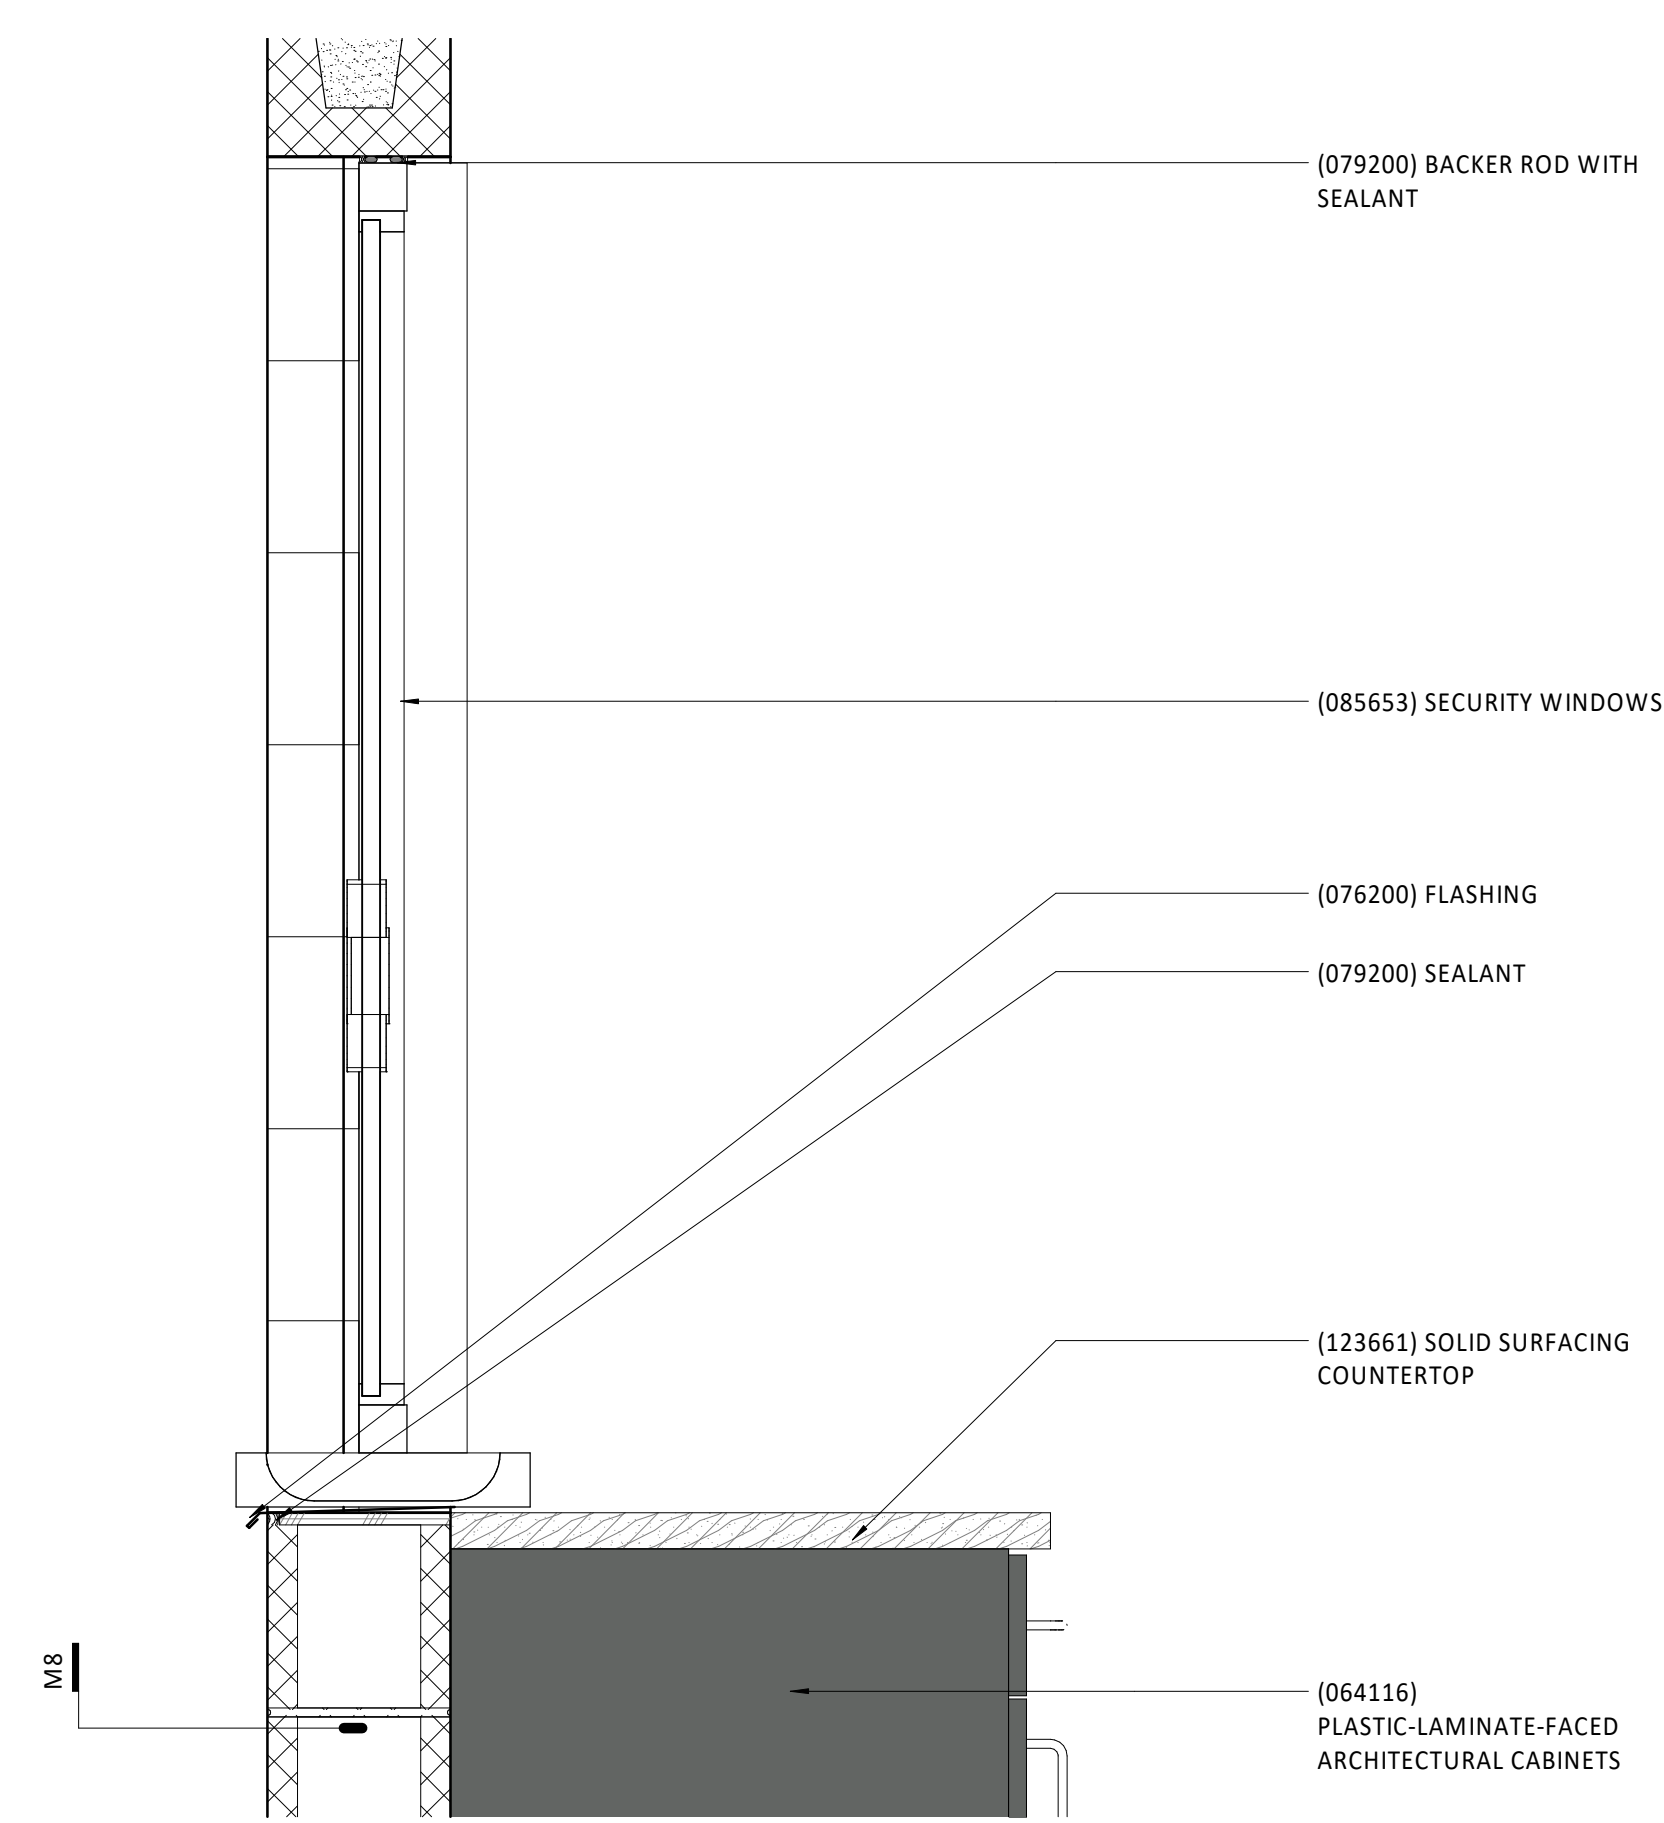 (079200) BACKER ROD WITH
SEALANT
(085653) SECURITY WINDOWS
(076200) FLASHING
(079200) SEALANT
(123661) SOLID SURFACING
COUNTERTOP
M8
(064116)
PLASTIC-LAMINATE-FACED
ARCHITECTURAL CABINETS